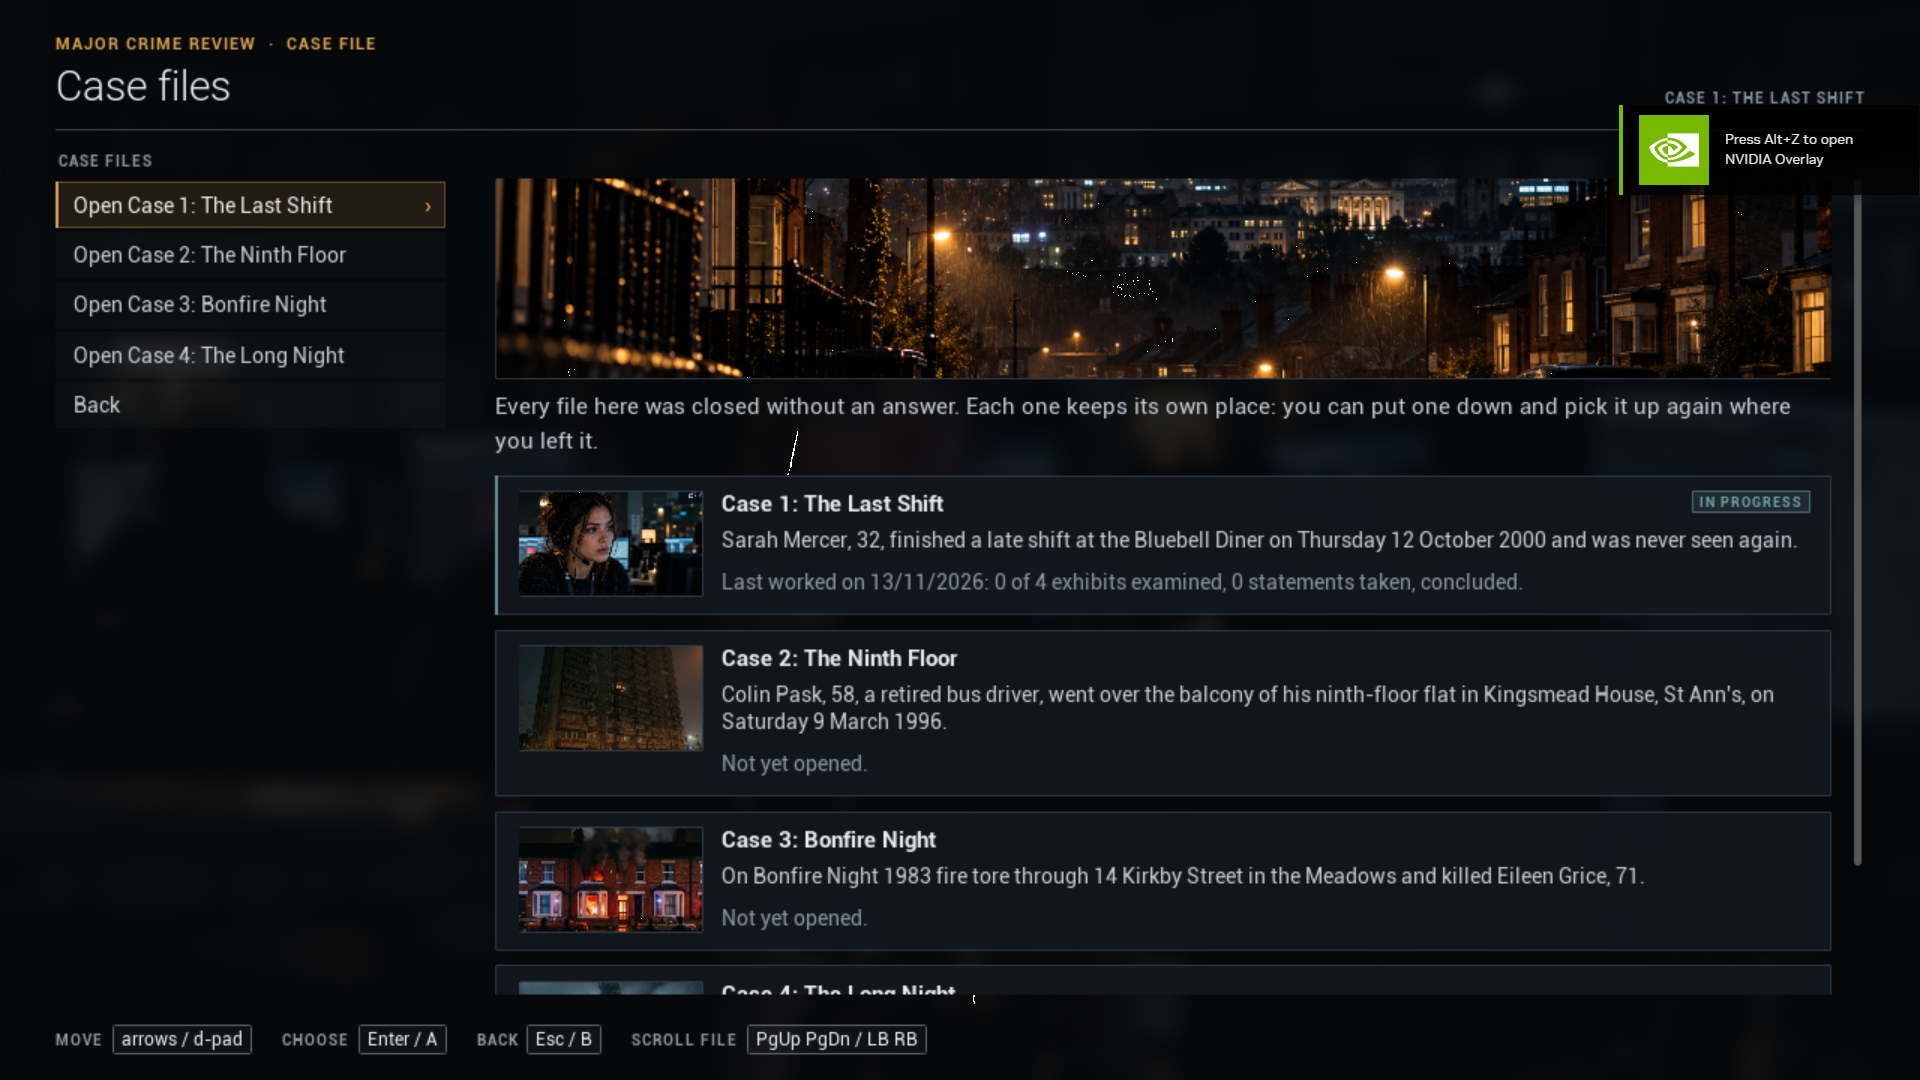 MAJOR CRIME REVIEW · CASE FILE
Case files
CASE 1: THE LAST SHIFT
Press Alt+Z to open
NVIDIA Overlay
CASE FILES
Open Case 1: The Last Shift ›
Open Case 2: The Ninth Floor
Open Case 3: Bonfire Night
Open Case 4: The Long Night
Back
Every file here was closed without an answer. Each one keeps its own place: you can put one down and pick it up again where
you left it.
Case 1: The Last Shift
IN PROGRESS
Sarah Mercer, 32, finished a late shift at the Bluebell Diner on Thursday 12 October 2000 and was never seen again.
Last worked on 13/11/2026: 0 of 4 exhibits examined, 0 statements taken, concluded.
Case 2: The Ninth Floor
Colin Pask, 58, a retired bus driver, went over the balcony of his ninth-floor flat in Kingsmead House, St Ann's, on
Saturday 9 March 1996.
Not yet opened.
Case 3: Bonfire Night
On Bonfire Night 1983 fire tore through 14 Kirkby Street in the Meadows and killed Eileen Grice, 71.
Not yet opened.
Case 4: The Long Night
MOVE arrows / d-pad CHOOSE Enter / A BACK Esc / B SCROLL FILE PgUp PgDn / LB RB